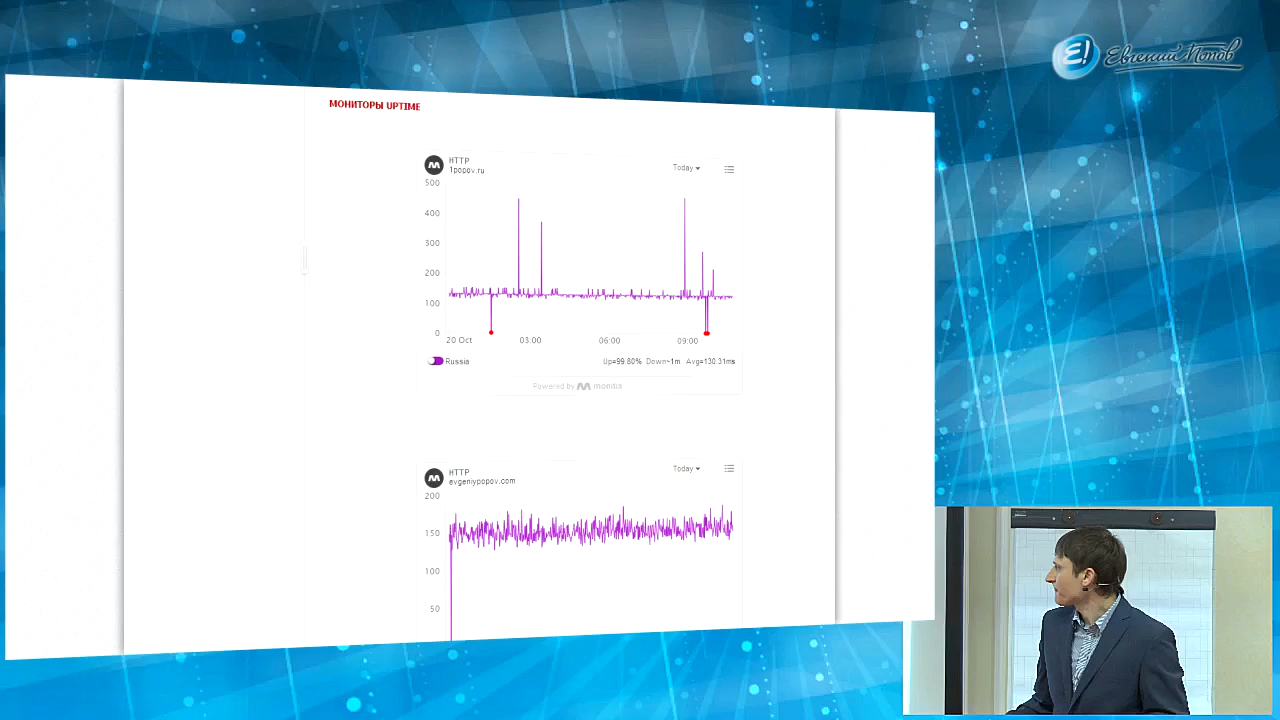 Евгений Попов
МОНИТОРЫ UPTIME
HTTP
1popov.ru
Today
500
400
300
200
100
0
20 Oct
03:00
06:00
09:00
Russia
Up=99.80% Down~1m Avg=130.31ms
Powered by monitis
HTTP
evgeniypopov.com
Today
200
150
100
50